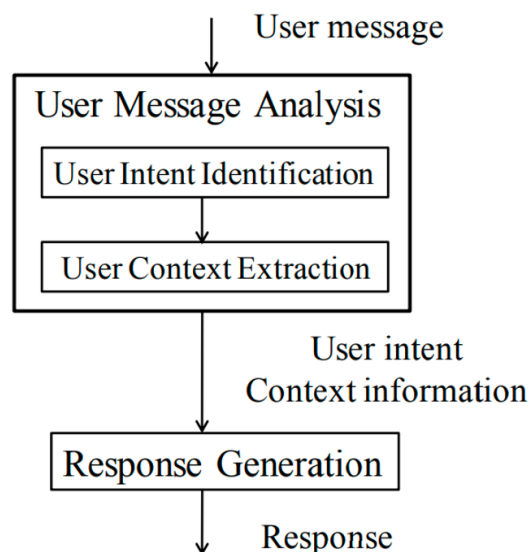 User message
User Message Analysis
User Intent Identification
User Context Extraction
User intent
Context information
Response Generation
Response